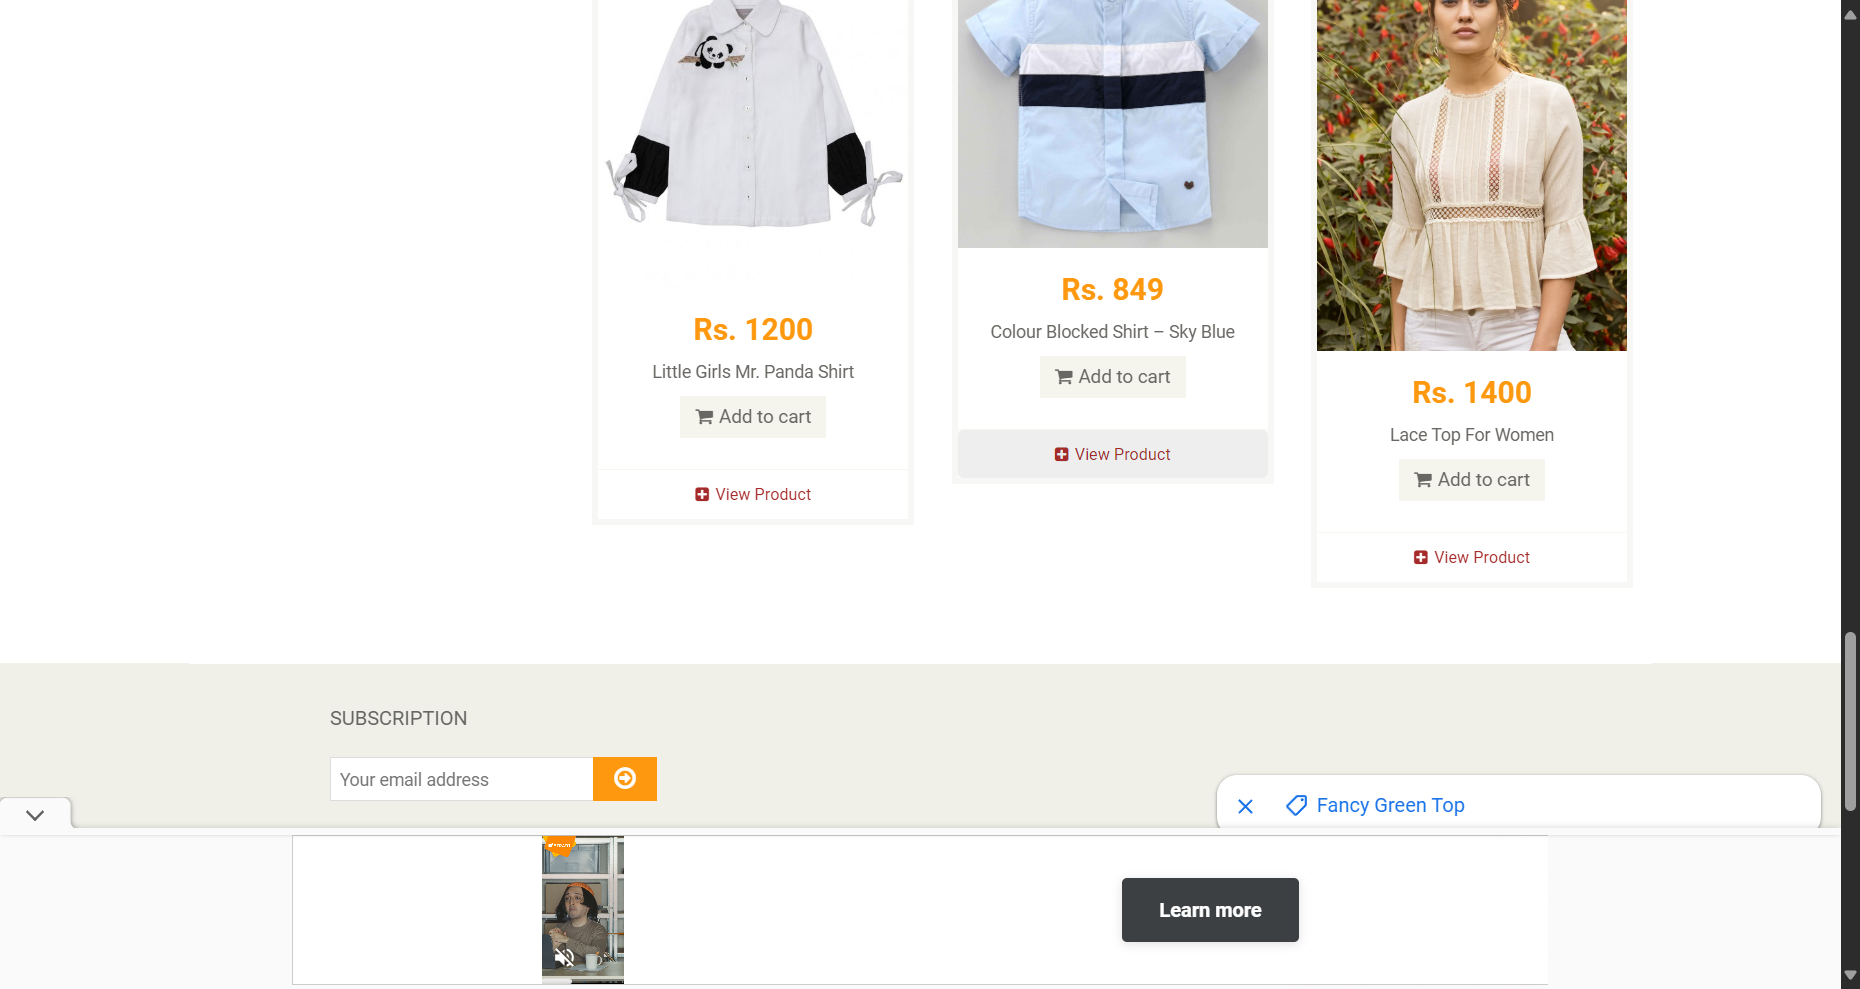 Rs. 1200
Little Girls Mr. Panda Shirt
Add to cart
View Product
Rs. 849
Colour Blocked Shirt – Sky Blue
Add to cart
View Product
Rs. 1400
Lace Top For Women
Add to cart
View Product
SUBSCRIPTION
Your email address
Fancy Green Top
Learn more